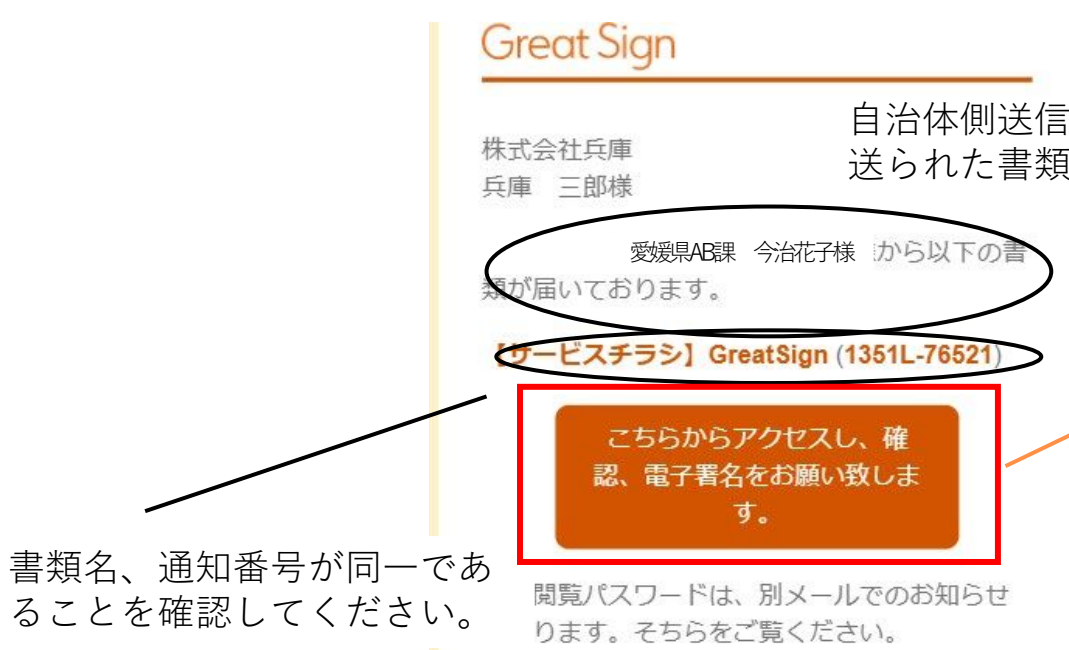 Great Sign
自治体側送信
送られた書類
株式会社兵庫
兵庫 三郎様
愛媛県AB課 今治花子様 から以下の書
類が届いております。
【サービスチラシ】GreatSign (1351L-76521)
こちらからアクセスし、確
認、電子署名をお願い致しま
す。
書類名、通知番号が同一であ
ることを確認してください。
閲覧パスワードは、別メールでのお知らせ
ります。そちらをご覧ください。